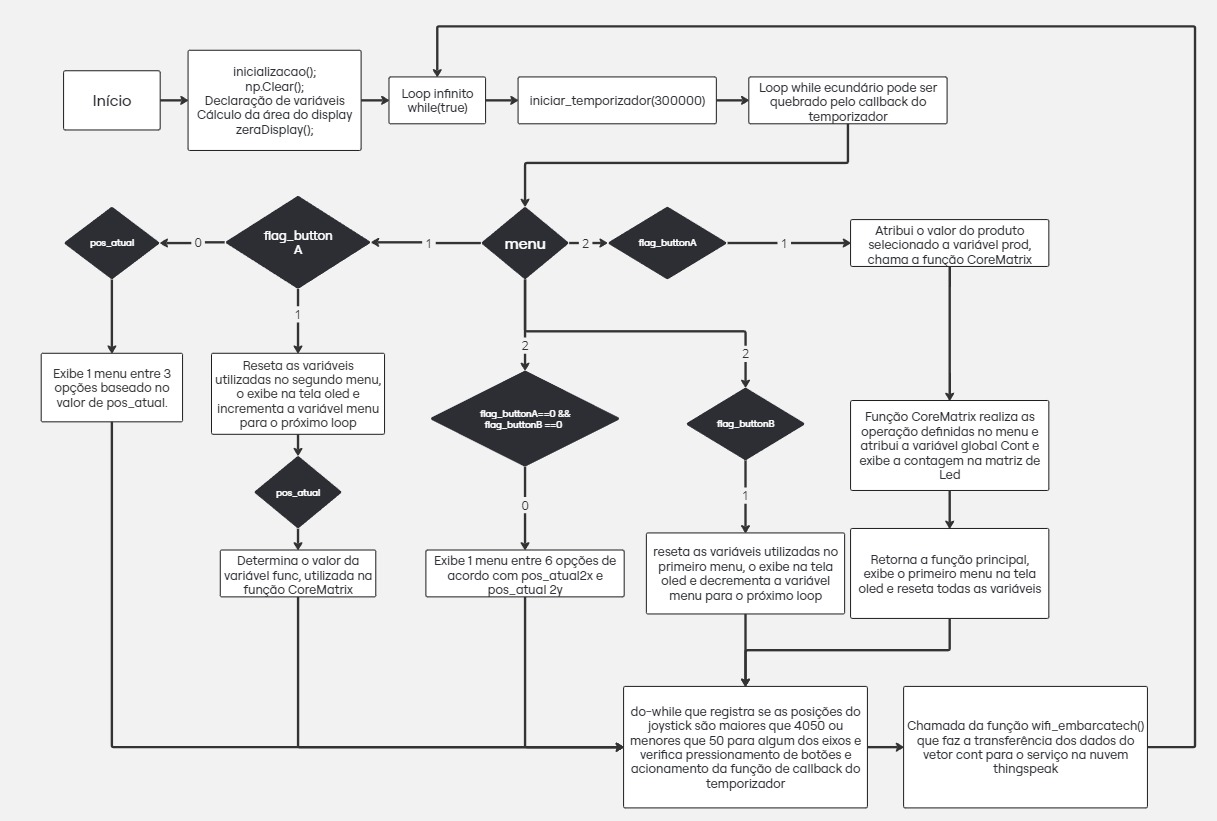 Início
inicializacao();
np.Clear();
Declaração de variáveis
Cálculo da área do display
zeraDisplay();
Loop infinito
while(true)
iniciar_temporizador(300000)
Loop while ecundário pode ser
quebrado pelo callback do
temporizador
pos_atual
0
flag_button
A
1
menu
2
flag_buttonA
1
Atribui o valor do produto
selecionado a variável prod,
chama a função CoreMatrix
1
2
2
Exibe 1 menu entre 3
opções baseado no
valor de pos_atual.
Reseta as variáveis
utilizadas no segundo menu,
o exibe na tela oled e
incrementa a variável menu
para o próximo loop
flag_buttonA==0 &&
flag_buttonB ==0
flag_buttonB
Função CoreMatrix realiza as
operação definidas no menu e
atribui a variável global Cont e
exibe a contagem na matriz de
Led
pos_atual
0
1
Determina o valor da
variável func, utilizada na
função CoreMatrix
Exibe 1 menu entre 6 opções de
acordo com pos_atual2x e
pos_atual 2y
reseta as variáveis utilizadas no
primeiro menu, o exibe na tela
oled e decrementa a variável
menu para o próximo loop
Retorna a função principal,
exibe o primeiro menu na tela
oled e reseta todas as variáveis
do-while que registra se as posições do
joystick são maiores que 4050 ou
menores que 50 para algum dos eixos e
verifica pressionamento de botões e
acionamento da função de callback do
temporizador
Chamada da função wifi_embarcatech()
que faz a transferência dos dados do
vetor cont para o serviço na nuvem
thingspeak